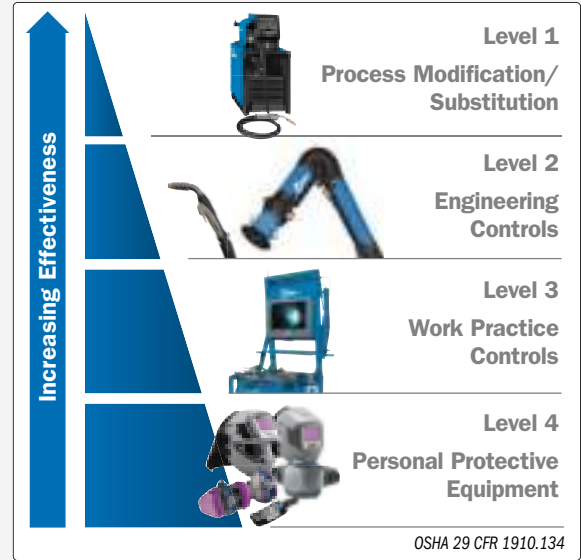 Increasing Effectiveness
Level 1
Process Modification/
Substitution
Level 2
Engineering
Controls
Level 3
Work Practice
Controls
Level 4
Personal Protective
Equipment
OSHA 29 CFR 1910.134